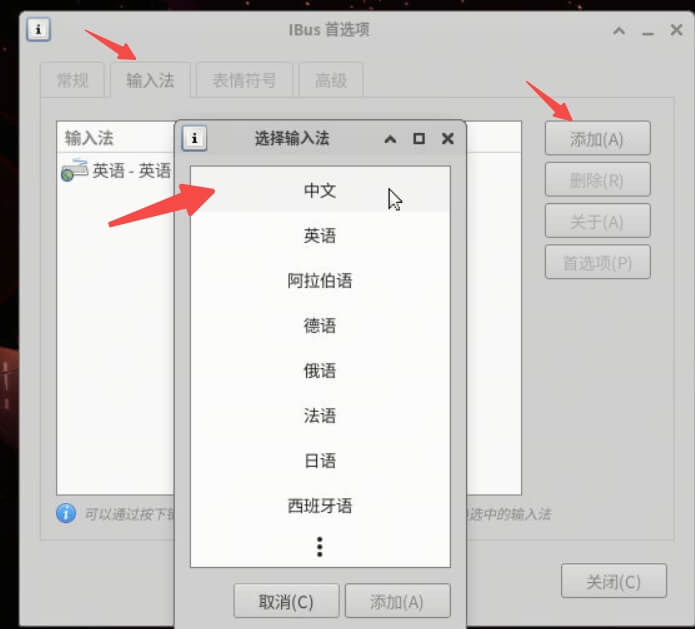 IBus 首选项
常规 输入法 表情符号 高级
输入法
英语 - 英语
添加(A)
删除(R)
关于(A)
首选项(P)
选择输入法
中文
英语
阿拉伯语
德语
俄语
法语
日语
西班牙语
取消(C) 添加(A)
可以通过按下
选中的输入法
关闭(C)